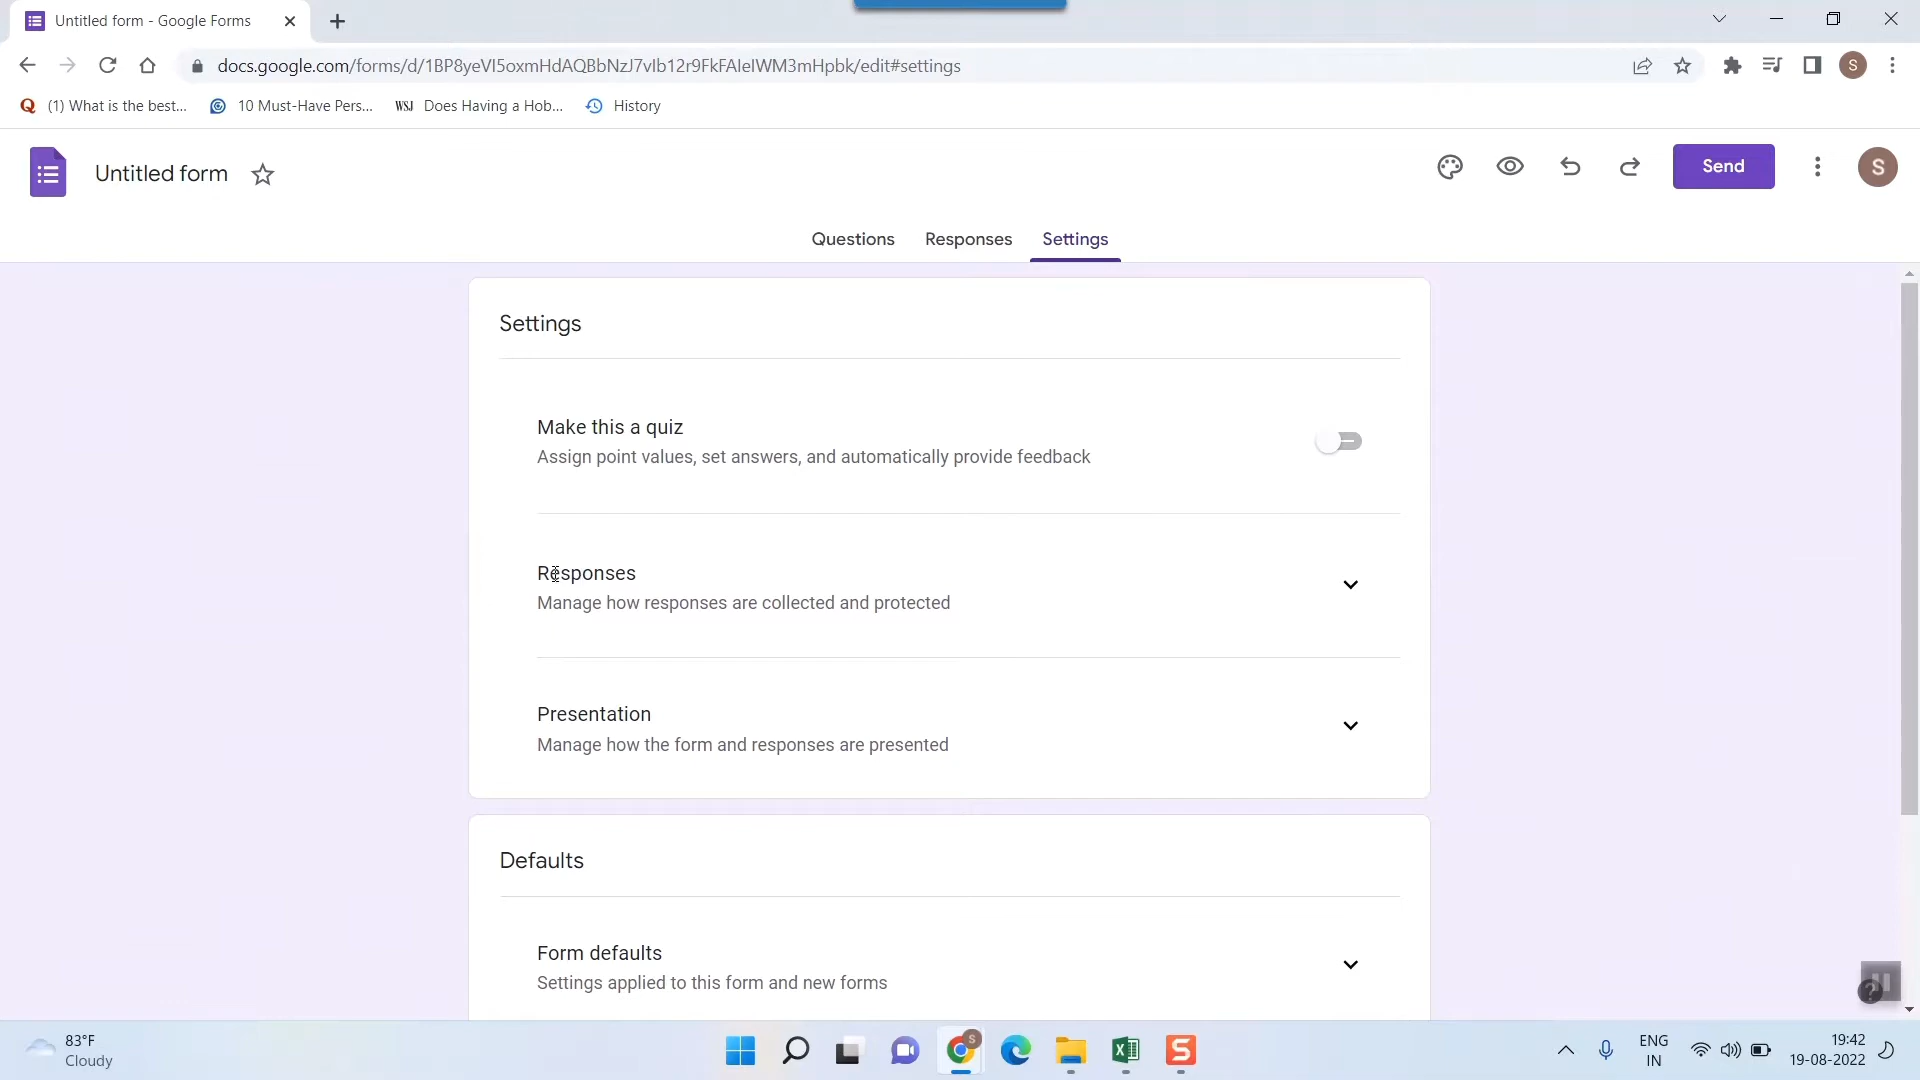 Untitled form - Google Forms
docs.google.com/forms/d/1BP8yeVI5oxmHdAQBbNzJ7vIb12r9FkFAIeIWM3mHpbk/edit#settings
S
(1) What is the best...
10 Must-Have Pers...
WSJ Does Having a Hob...
History
Untitled form
Send
S
Questions Responses Settings
Settings
Make this a quiz
Assign point values, set answers, and automatically provide feedback
Responses
Manage how responses are collected and protected
Presentation
Manage how the form and responses are presented
Defaults
Form defaults
Settings applied to this form and new forms
83°F
Cloudy
ENG
IN
19:42
19-08-2022